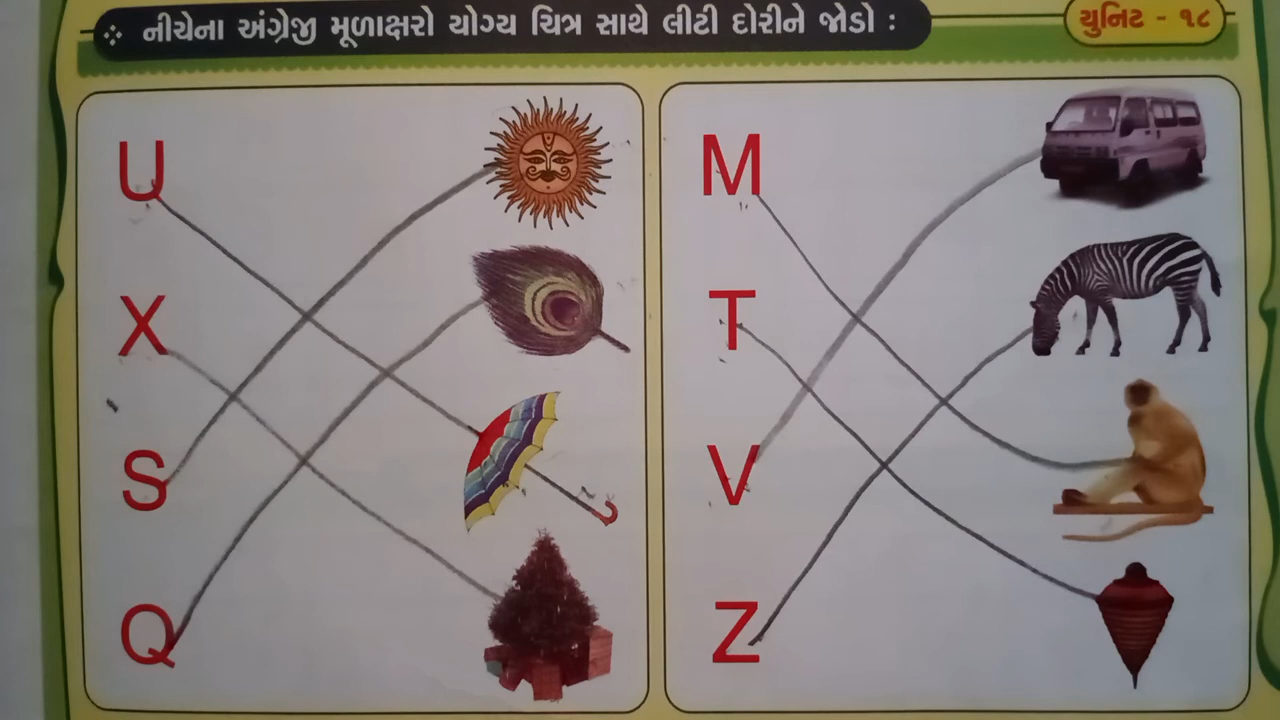 ❖ નીચેના અંગ્રેજી મૂળાક્ષરો યોગ્ય ચિત્ર સાથે લીટી દોરીને જોડો :
યુનિટ - ૧૮
U
X
S
Q
M
T
V
Z